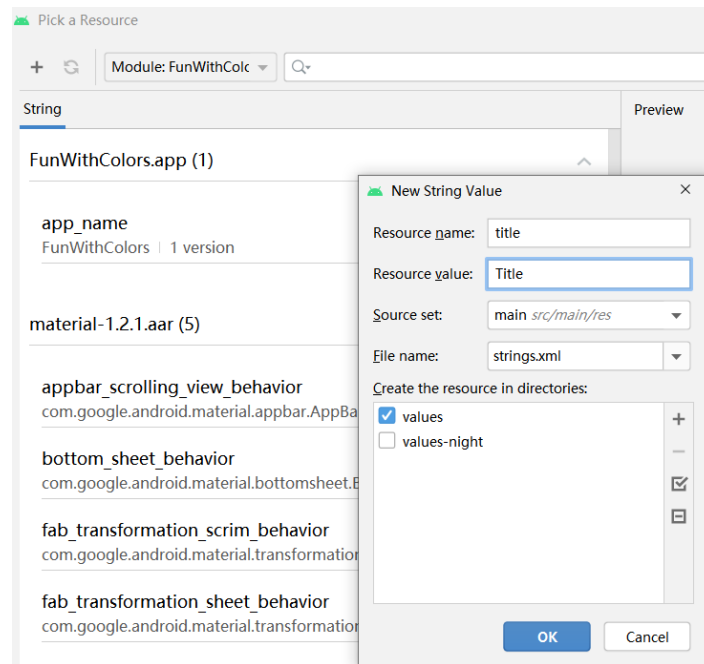 Pick a Resource
Module: FunWithColc
String
Preview
FunWithColors.app (1)
app_name
FunWithColors | 1 version
material-1.2.1.aar (5)
appbar_scrolling_view_behavior
com.google.android.material.appbar.AppBa
bottom_sheet_behavior
com.google.android.material.bottomsheet.E
fab_transformation_scrim_behavior
com.google.android.material.transformation
fab_transformation_sheet_behavior
com.google.android.material.transformation
New String Value
Resource name: title
Resource value: Title
Source set: main src/main/res
File name: strings.xml
Create the resource in directories:
values
values-night
OK Cancel